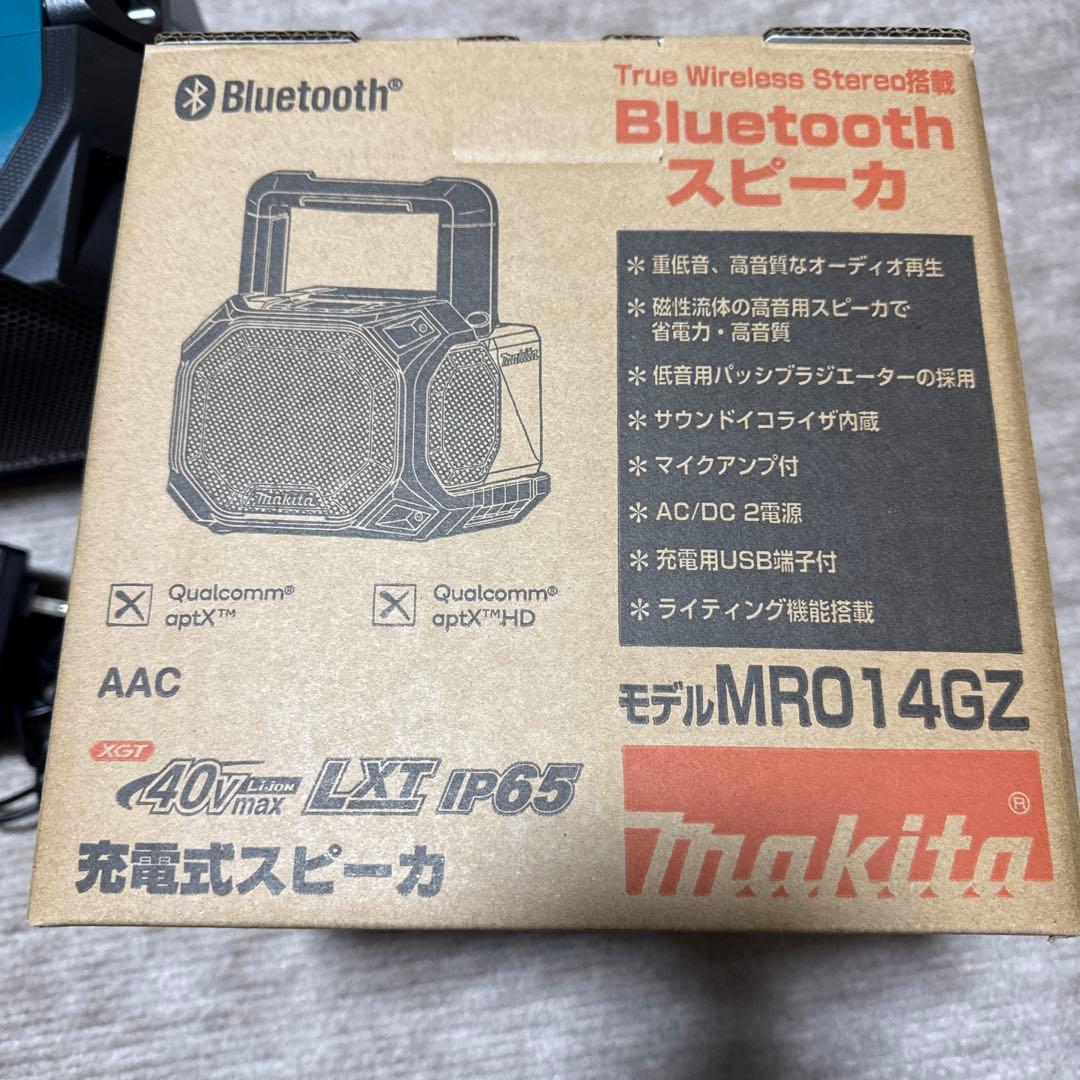 Bluetooth®
True Wireless Stereo搭載
Bluetooth
スピーカ
makita
makita
＊ 重低音、高音質なオーディオ再生
＊ 磁性流体の高音用スピーカで
省電力・高音質
＊ 低音用パッシブラジエーターの採用
＊ サウンドイコライザ内蔵
＊ マイクアンプ付
＊ AC/DC 2電源
＊ 充電用USB端子付
＊ ライティング機能搭載
Qualcomm®
aptX™
Qualcomm®
aptX™HD
AAC
モデルMR014GZ
XGT
40Vmax Li-ION LXT IP65
充電式スピーカ
makita®